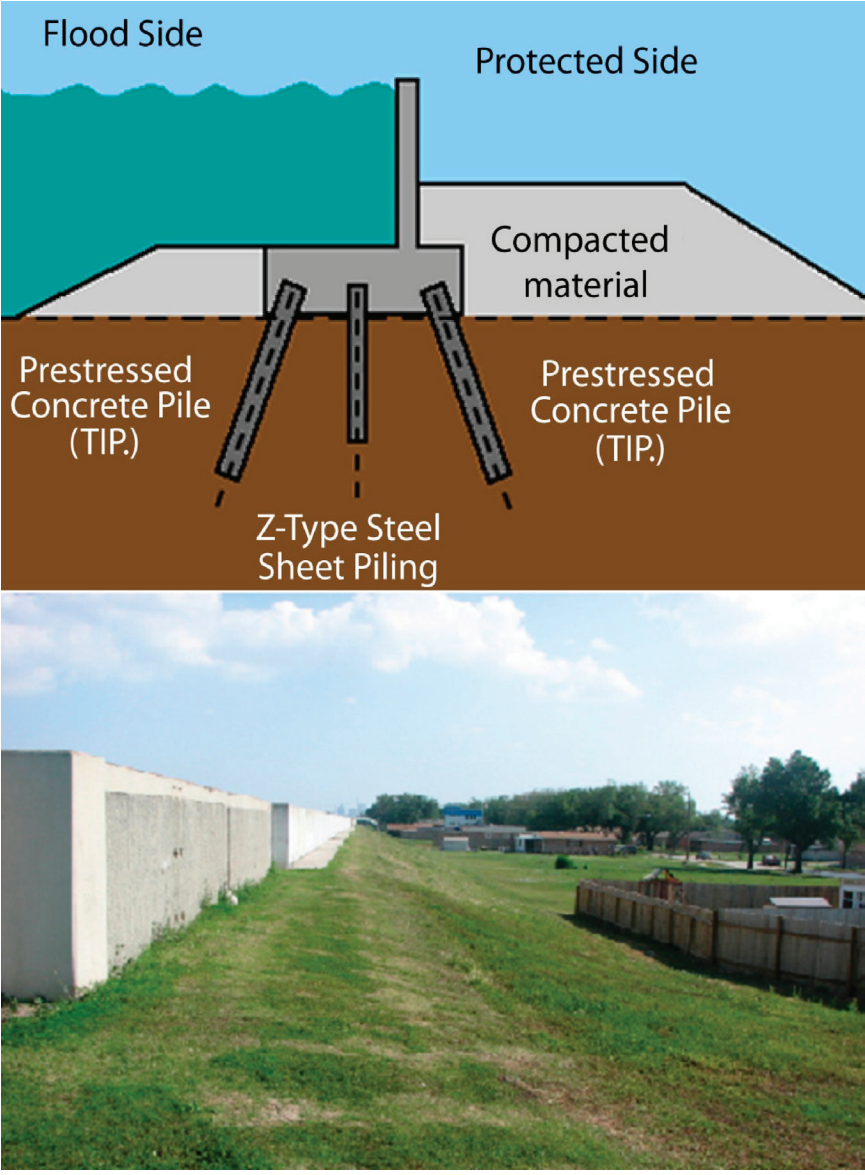 Flood Side
Protected Side
Compacted
material
Prestressed
Concrete Pile
(TIP.)
Prestressed
Concrete Pile
(TIP.)
Z-Type Steel
Sheet Piling